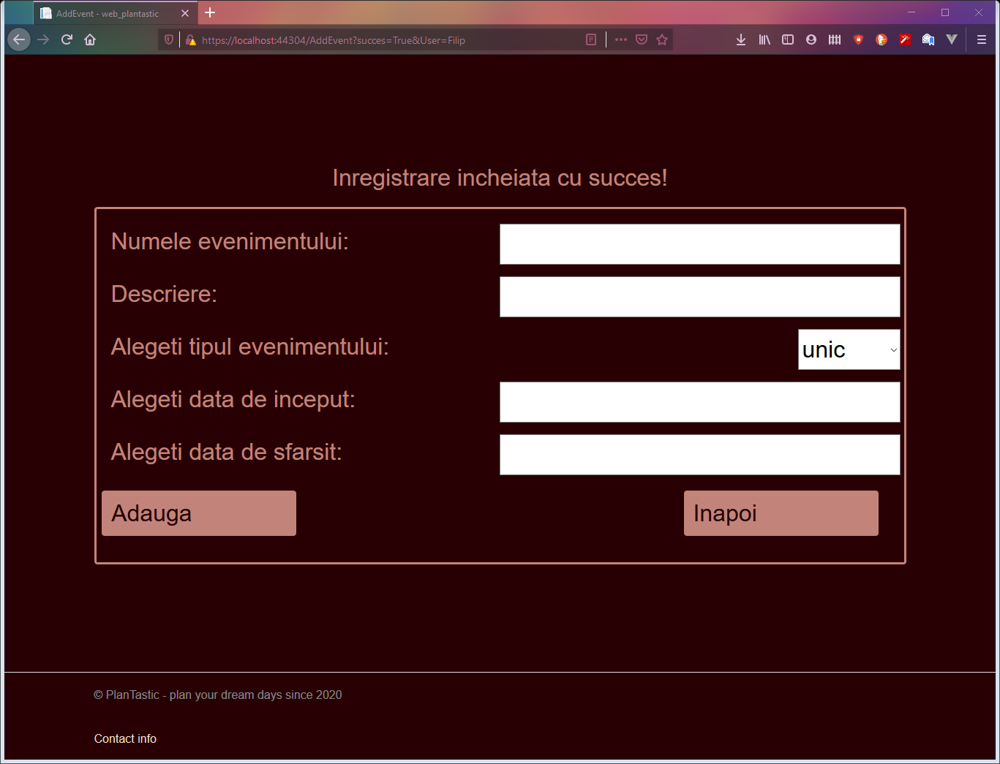 AddEvent - web_plantastic
https://localhost:44304/AddEvent?succes=True&User=Filip
Inregistrare incheiata cu succes!
Numele evenimentului:
Descriere:
Alegeti tipul evenimentului:
unic
Alegeti data de inceput:
Alegeti data de sfarsit:
Adauga
Inapoi
© PlanTastic - plan your dream days since 2020
Contact info